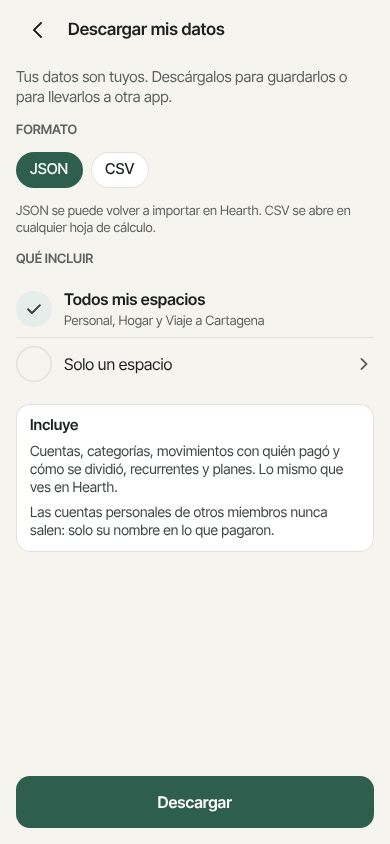 Descargar mis datos
Tus datos son tuyos. Descárgalos para guardarlos o
para llevarlos a otra app.
FORMATO
JSON
CSV
JSON se puede volver a importar en Hearth. CSV se abre en
cualquier hoja de cálculo.
QUÉ INCLUIR
Todos mis espacios
Personal, Hogar y Viaje a Cartagena
Solo un espacio
Incluye
Cuentas, categorías, movimientos con quién pagó y
cómo se dividió, recurrentes y planes. Lo mismo que
ves en Hearth.
Las cuentas personales de otros miembros nunca
salen: solo su nombre en lo que pagaron.
Descargar